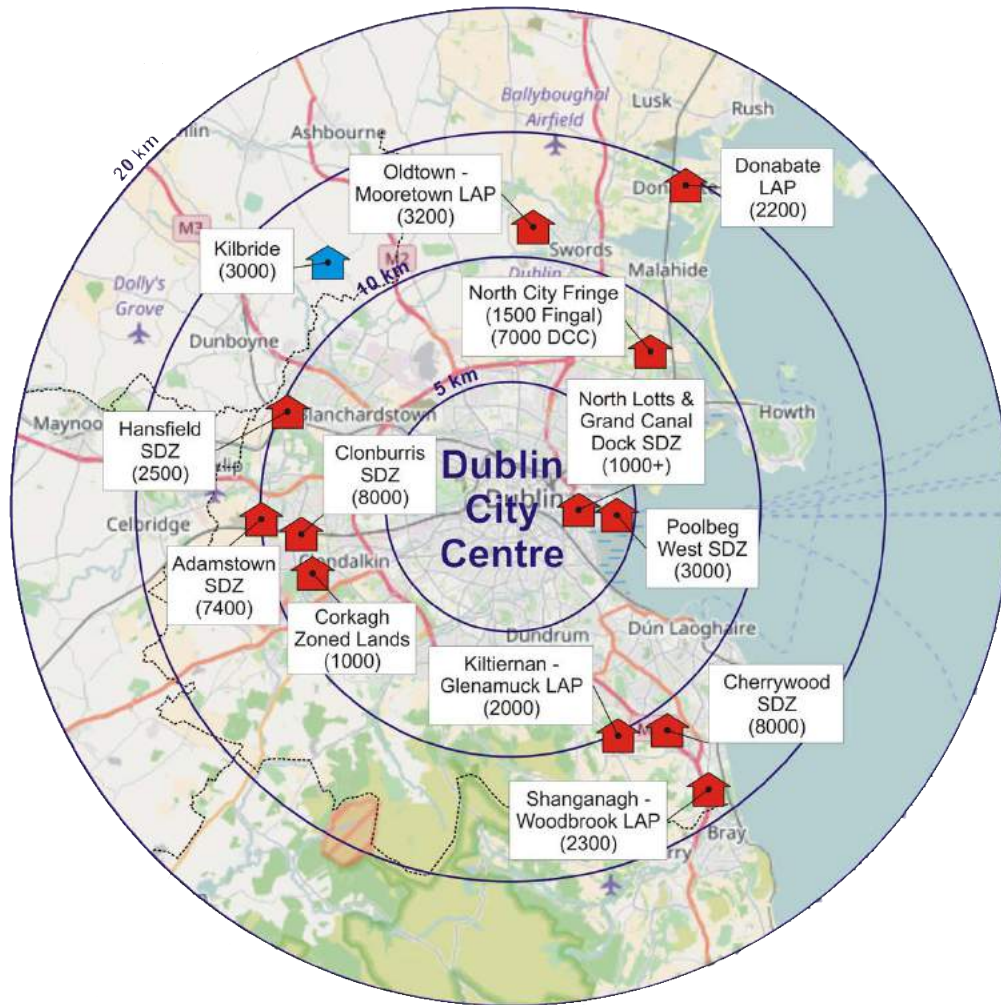 Lusk
Rush
Ballyboughal
Airfield
Ashbourne
20 km
Oldtown -
Mooretown LAP
(3200)
Donabate
LAP
(2200)
M3
Kilbride
(3000)
M2
Swords
Malahide
Dublin
10 km
Dolly's
Grove
North City Fringe
(1500 Fingal)
(7000 DCC)
Dunboyne
5 km
North Lotts &
Grand Canal
Dock SDZ
(1000+)
Howth
Maynoo
Hansfield
SDZ
(2500)
Blanchardstown
Clonburris
SDZ
(8000)
Dublin
City
Centre
Dublin
Celbridge
Adamstown
SDZ
(7400)
Clondalkin
Poolbeg
West SDZ
(3000)
Corkagh
Zoned Lands
(1000)
Dundrum
Dún Laoghaire
Kiltiernan -
Glenamuck LAP
(2000)
Cherrywood
SDZ
(8000)
Shanganagh -
Woodbrook LAP
(2300)
Bray